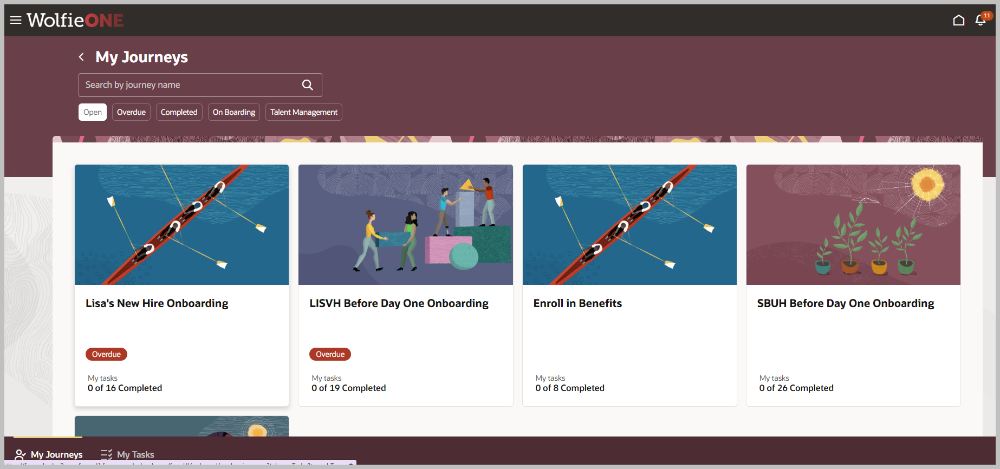 WolfieONE
11
My Journeys
Search by journey name
Open
Overdue
Completed
On Boarding
Talent Management
Lisa's New Hire Onboarding
Overdue
My tasks
0 of 16 Completed
LISVH Before Day One Onboarding
Overdue
My tasks
0 of 19 Completed
Enroll in Benefits
My tasks
0 of 8 Completed
SBUH Before Day One Onboarding
My tasks
0 of 26 Completed
My Journeys
My Tasks